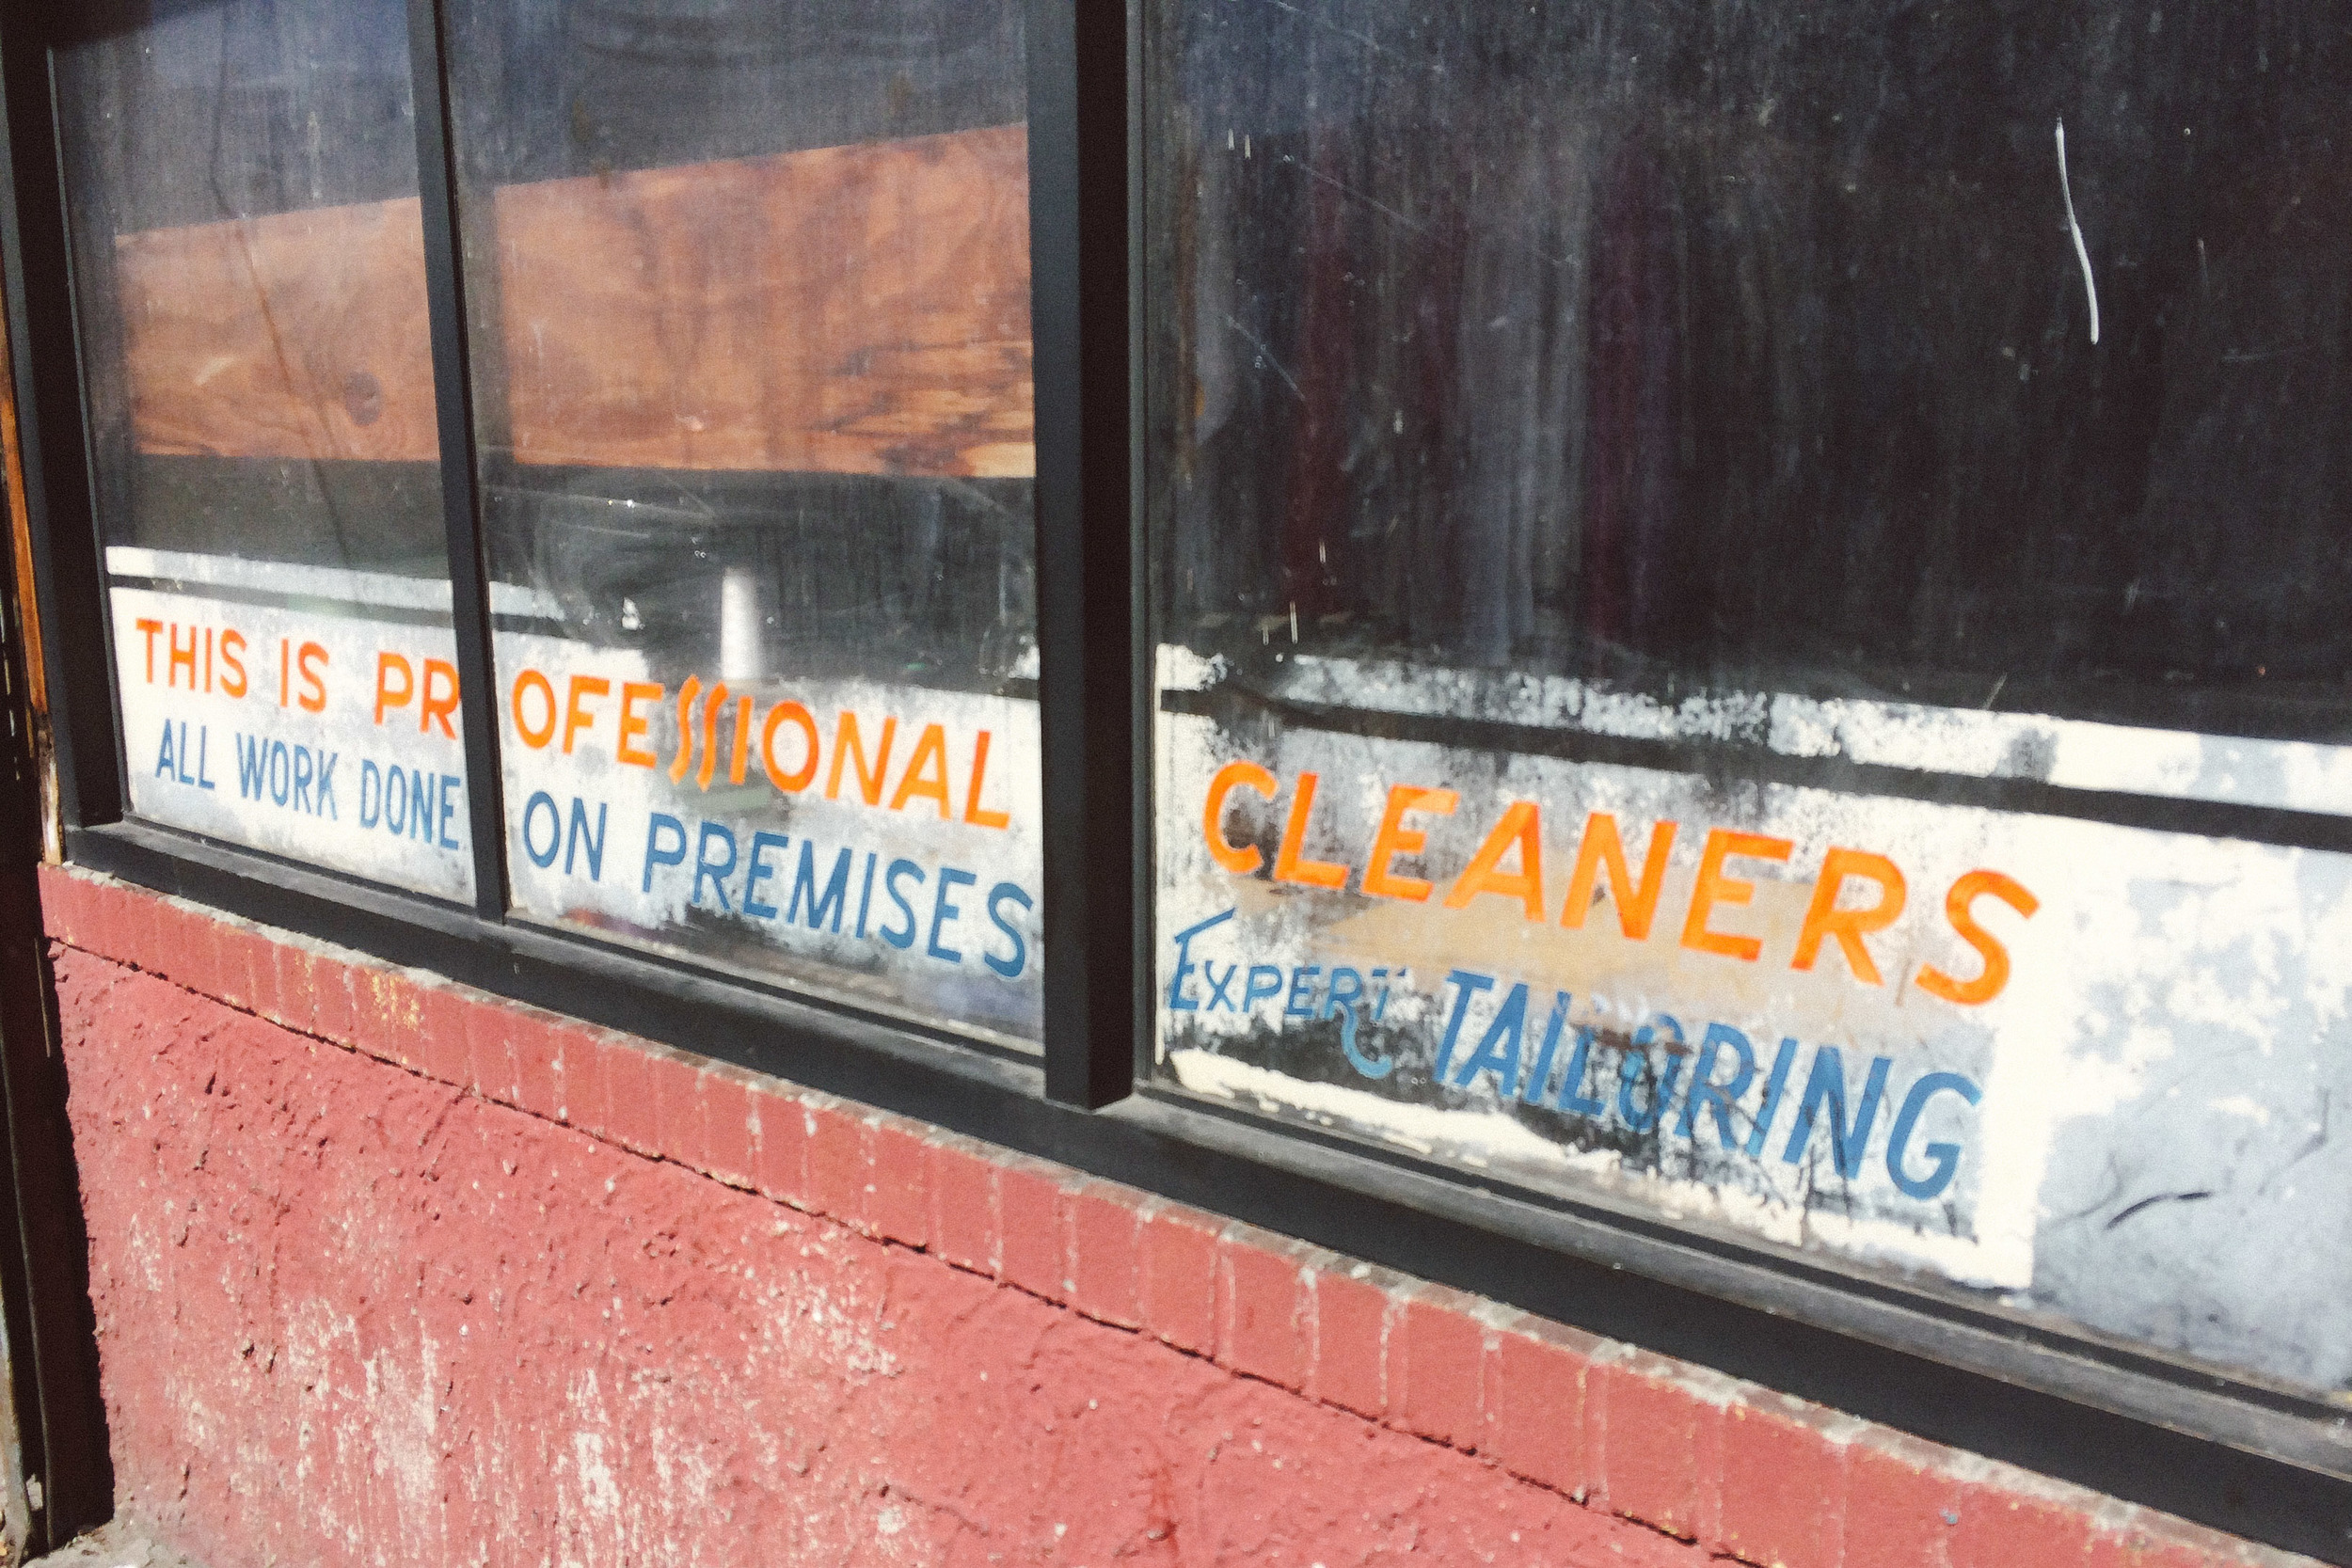 THIS IS PROFESSIONAL CLEANERS
ALL WORK DONE ON PREMISES
EXPERT TAILORING